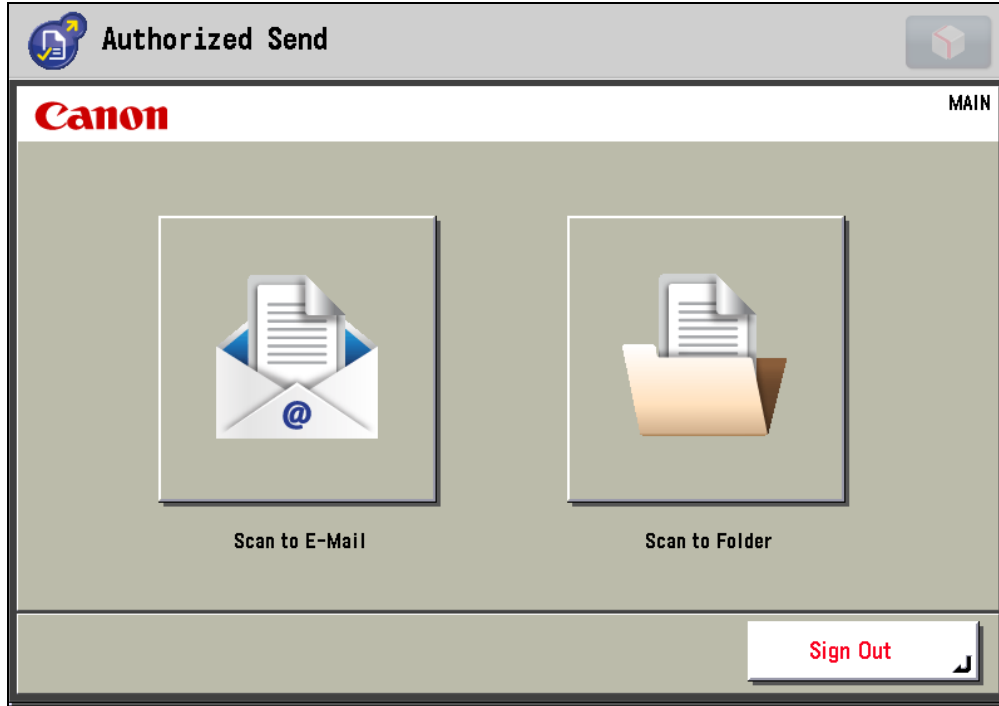 Authorized Send
Canon
MAIN
@
Scan to E-Mail
Scan to Folder
Sign Out